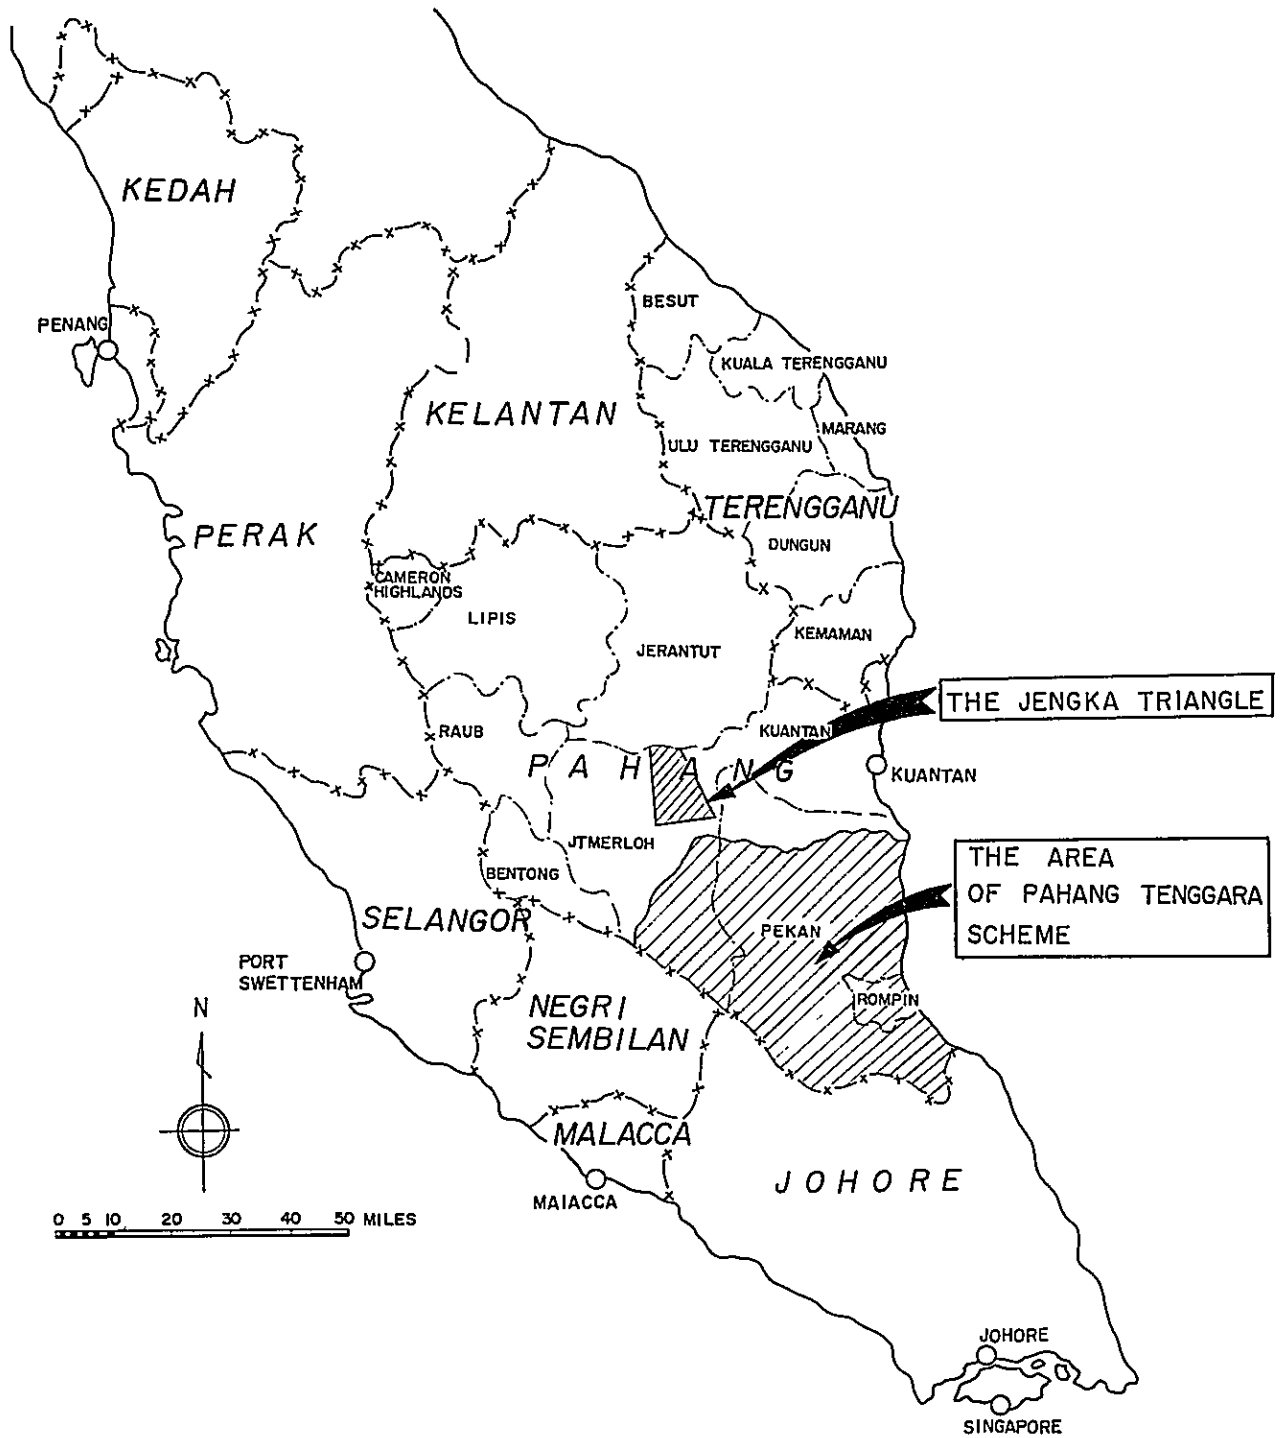 KEDAH
PENANG
BESUT
KUALA TERENGGANU
KELANTAN
MARANG
ULU TERENGGANU
TERENGGANU
PERAK
DUNGUN
CAMERON
HIGHLANDS
LIPIS
KEMAMAN
JERANTUT
THE JENGKA TRIANGLE
RAUB
KUANTAN
PAHANG
KUANTAN
JTMERLOH
THE AREA
OF PAHANG TENGGARA
SCHEME
BENTONG
SELANGOR
PEKAN
PORT
SWETTENHAM
ROMPIN
N
NEGRI
SEMBILAN
MALACCA
JOHORE
MAIACCA
0 5 10 20 30 40 50 MILES
JOHORE
SINGAPORE